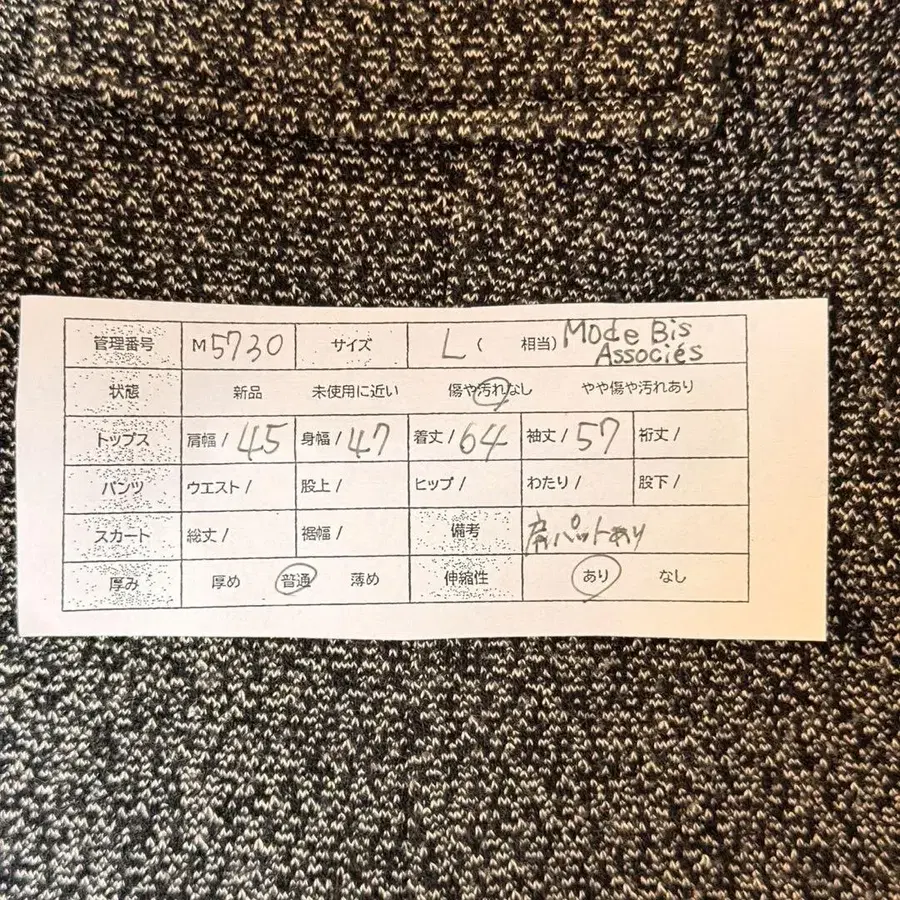 管理番号 M5730 サイズ L ( 相当) Mode Bis Associés
状態 新品 未使用に近い 傷や汚れなし やや傷や汚れあり
トップス 肩幅 / 45 身幅 / 47 着丈 / 64 袖丈 / 57 裄丈 /
パンツ ウエスト / 股上 / ヒップ / わたり / 股下 /
スカート 総丈 / 裾幅 / 備考 肩パットあり
厚み 厚め 普通 薄め 伸縮性 あり なし